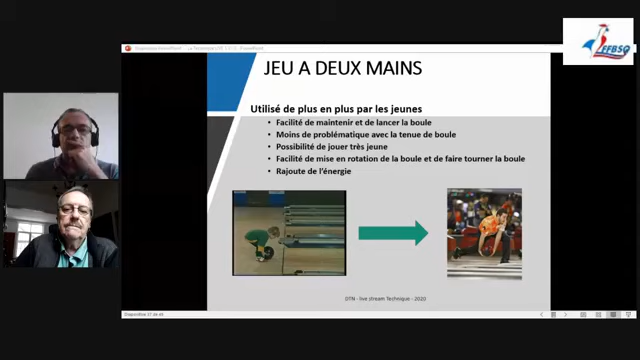 FFBSQ
JEU A DEUX MAINS
Utilisé de plus en plus par les jeunes
• Facilité de maintenir et de lancer la boule
• Moins de problématique avec la tenue de boule
• Possibilité de jouer très jeune
• Facilité de mise en rotation de la boule et de faire tourner la boule
• Rajoute de l'énergie
DTN - live stream Technique - 2020